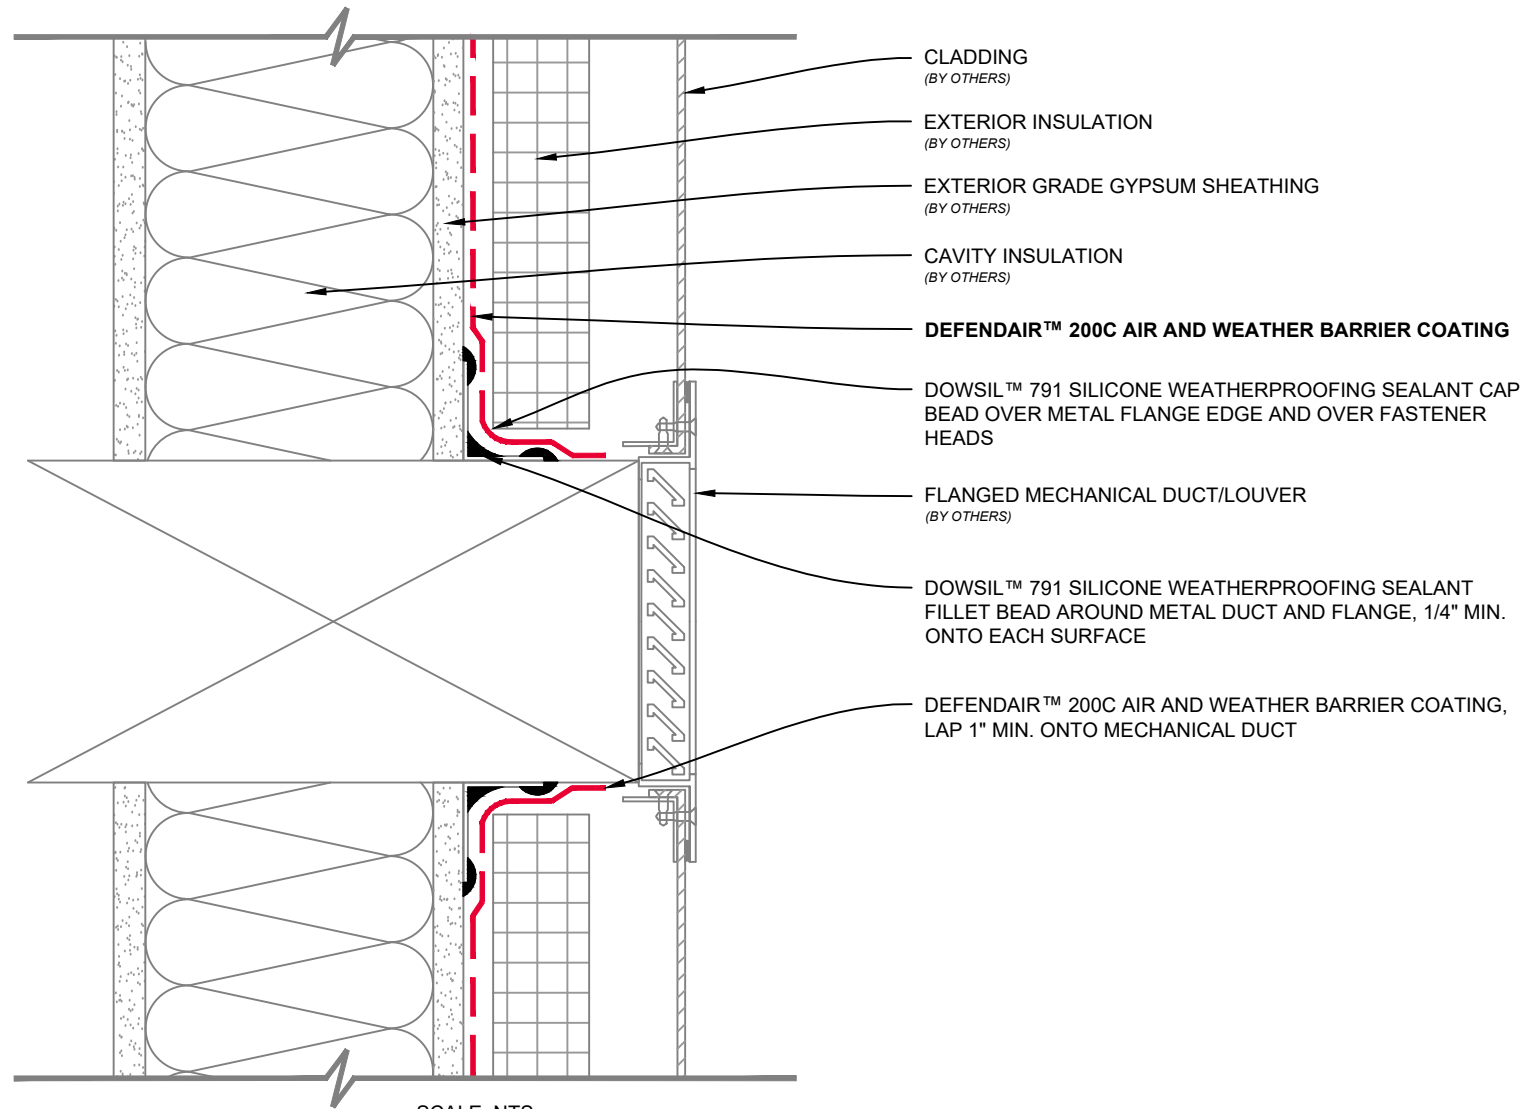 CLADDING
(BY OTHERS)
EXTERIOR INSULATION
(BY OTHERS)
EXTERIOR GRADE GYPSUM SHEATHING
(BY OTHERS)
CAVITY INSULATION
(BY OTHERS)
DEFENDAIR™ 200C AIR AND WEATHER BARRIER COATING
DOWSIL™ 791 SILICONE WEATHERPROOFING SEALANT CAP
BEAD OVER METAL FLANGE EDGE AND OVER FASTENER
HEADS
FLANGED MECHANICAL DUCT/LOUVER
(BY OTHERS)
DOWSIL™ 791 SILICONE WEATHERPROOFING SEALANT
FILLET BEAD AROUND METAL DUCT AND FLANGE, 1/4" MIN.
ONTO EACH SURFACE
DEFENDAIR™ 200C AIR AND WEATHER BARRIER COATING,
LAP 1" MIN. ONTO MECHANICAL DUCT
SCALE: NTS